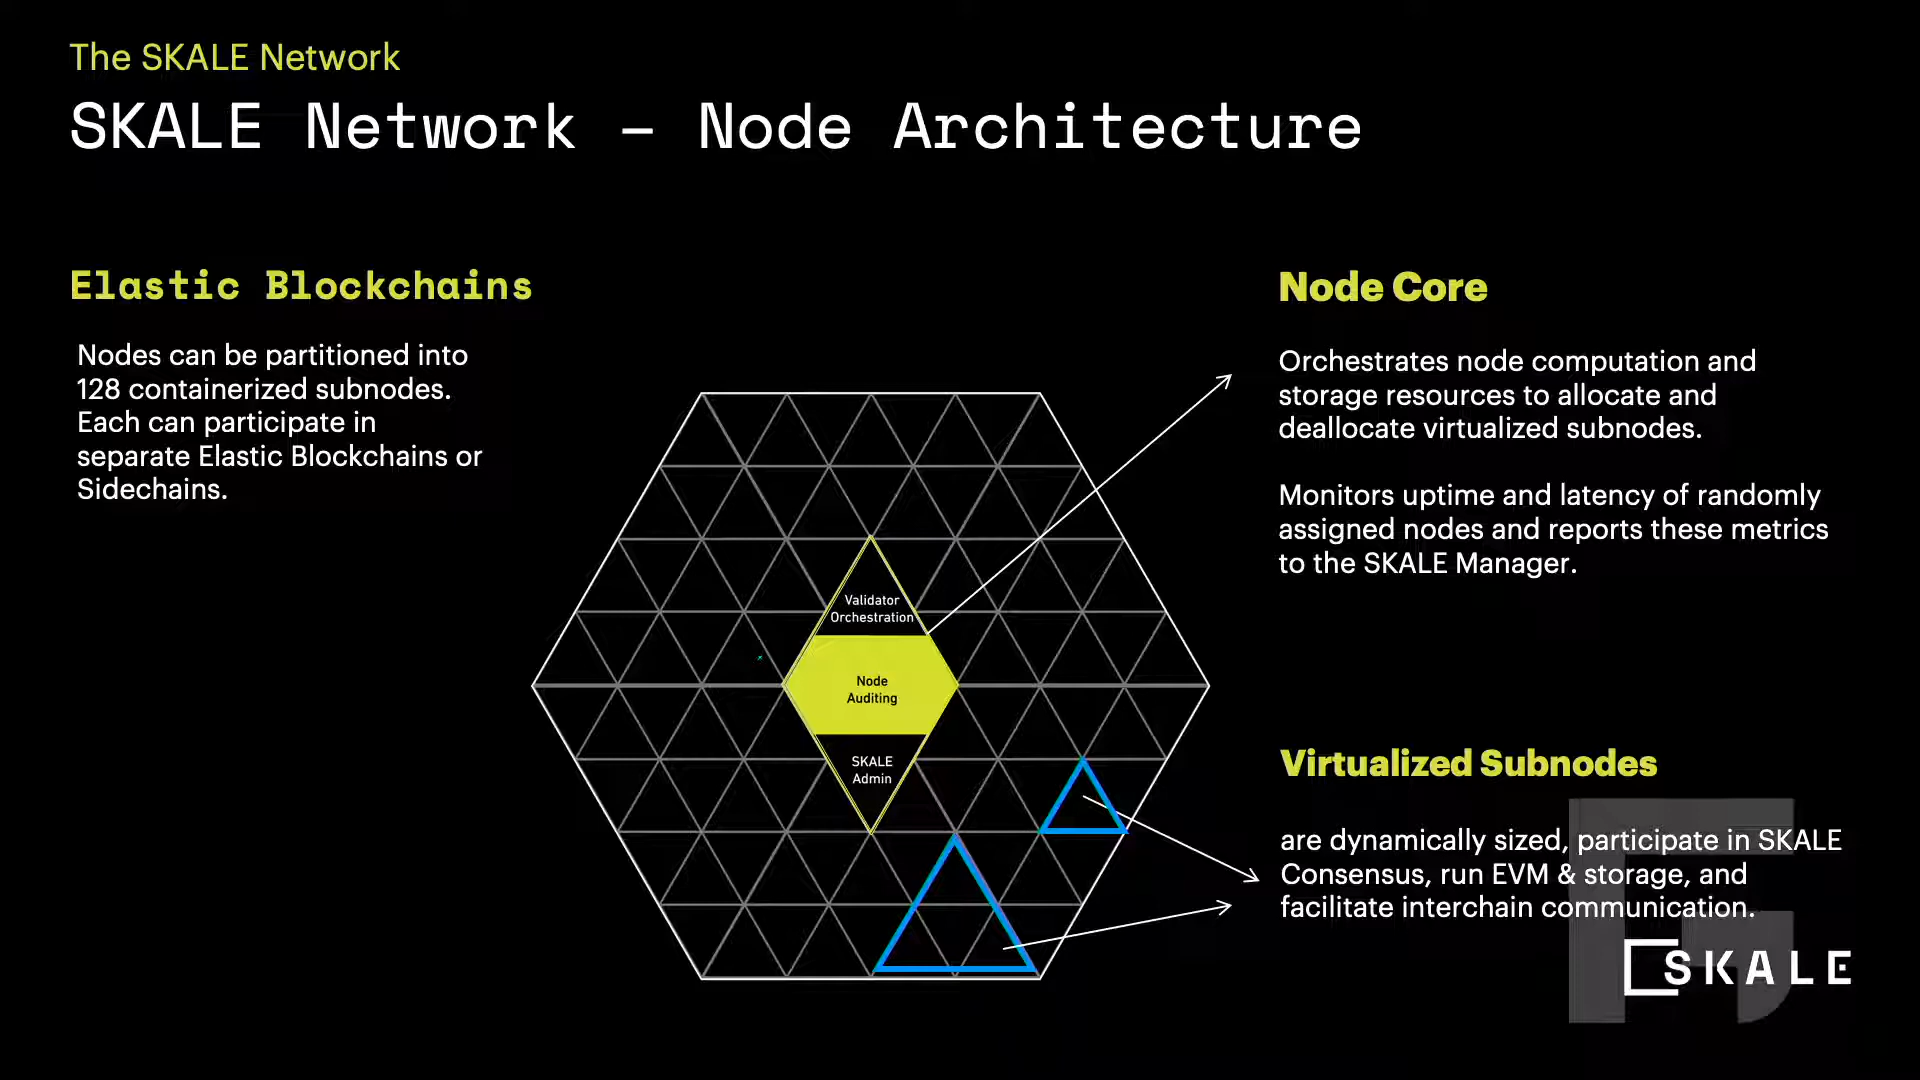 The SKALE Network
SKALE Network – Node Architecture
Elastic Blockchains
Nodes can be partitioned into
128 containerized subnodes.
Each can participate in
separate Elastic Blockchains or
Sidechains.
Validator
Orchestration
Node
Auditing
SKALE
Admin
Node Core
Orchestrates node computation and
storage resources to allocate and
deallocate virtualized subnodes.
Monitors uptime and latency of randomly
assigned nodes and reports these metrics
to the SKALE Manager.
Virtualized Subnodes
are dynamically sized, participate in SKALE
Consensus, run EVM & storage, and
facilitate interchain communication.
SKALE